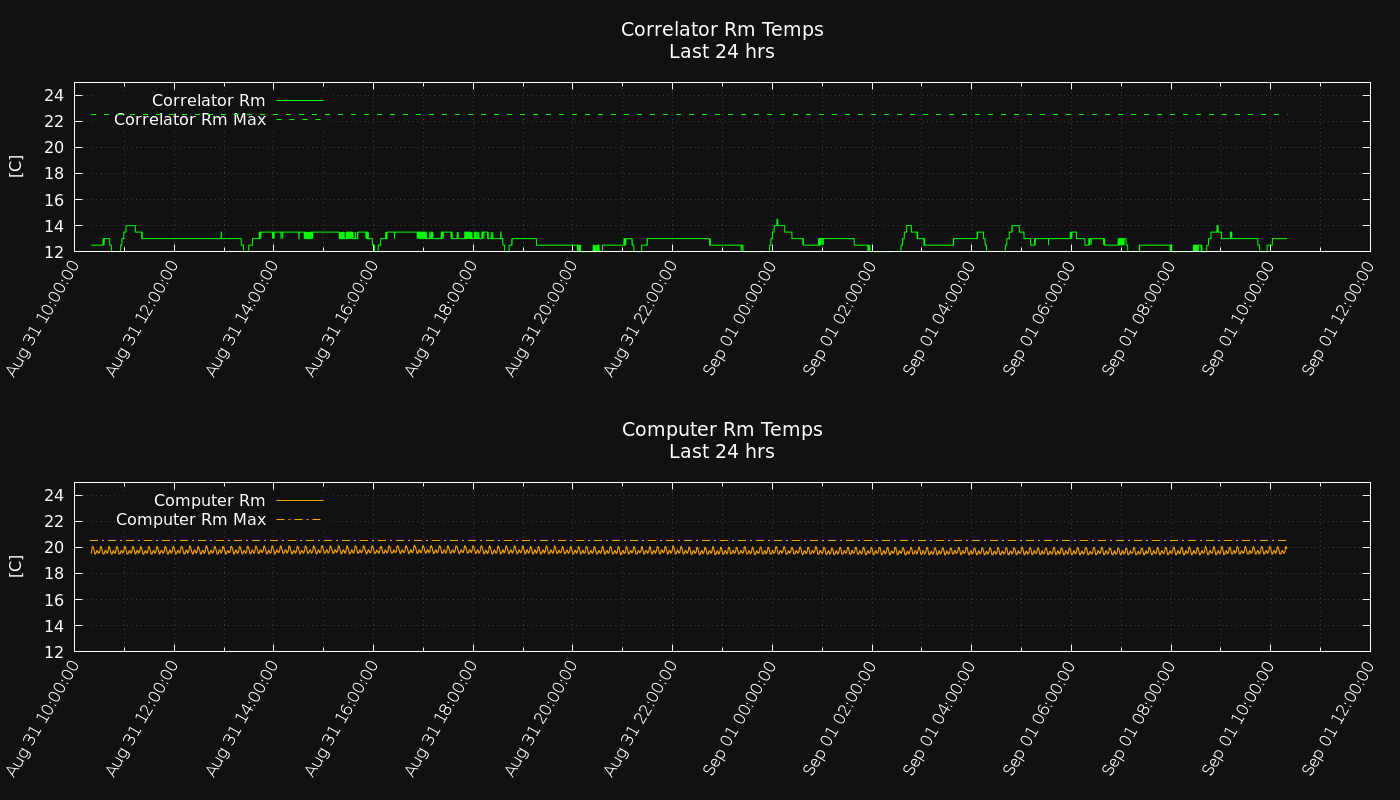 Correlator Rm Temps
Last 24 hrs
Correlator Rm
Correlator Rm Max
[C]
24
22
20
18
16
14
12
Aug 31 10:00:00
Aug 31 12:00:00
Aug 31 14:00:00
Aug 31 16:00:00
Aug 31 18:00:00
Aug 31 20:00:00
Aug 31 22:00:00
Sep 01 00:00:00
Sep 01 02:00:00
Sep 01 04:00:00
Sep 01 06:00:00
Sep 01 08:00:00
Sep 01 10:00:00
Sep 01 12:00:00
Computer Rm Temps
Last 24 hrs
Computer Rm
Computer Rm Max
[C]
24
22
20
18
16
14
12
Aug 31 10:00:00
Aug 31 12:00:00
Aug 31 14:00:00
Aug 31 16:00:00
Aug 31 18:00:00
Aug 31 20:00:00
Aug 31 22:00:00
Sep 01 00:00:00
Sep 01 02:00:00
Sep 01 04:00:00
Sep 01 06:00:00
Sep 01 08:00:00
Sep 01 10:00:00
Sep 01 12:00:00